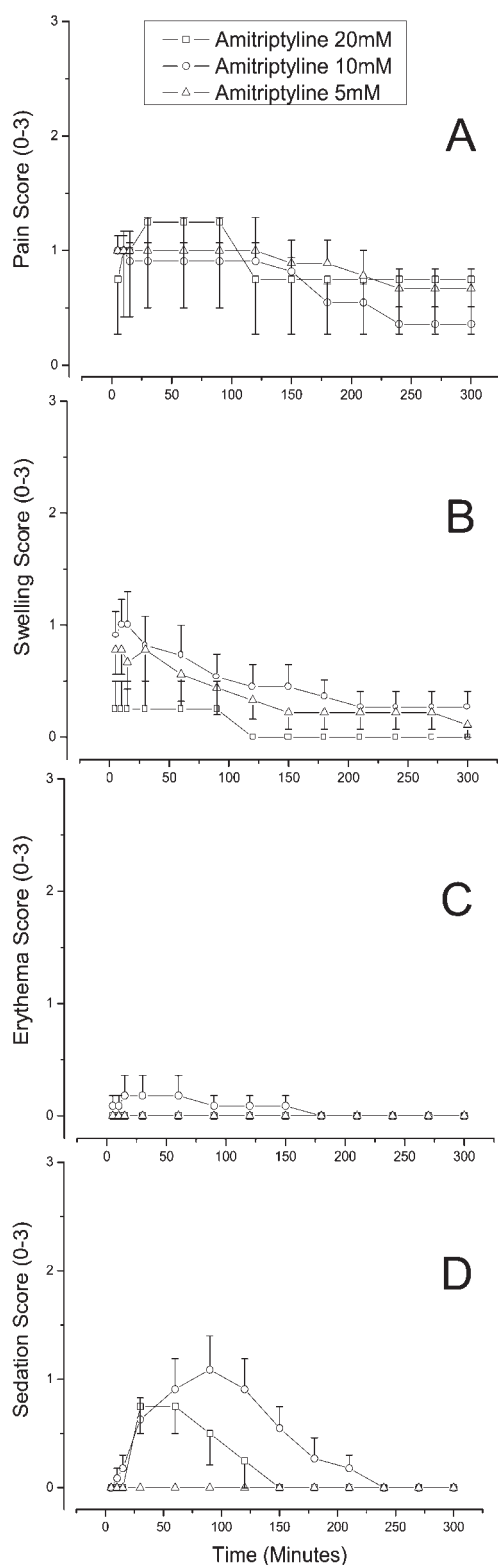 Amitriptyline 20mM
Amitriptyline 10mM
Amitriptyline 5mM
A
Pain Score (0-3)
3
2
1
0
0 50 100 150 200 250 300
B
Swelling Score (0-3)
3
2
1
0
0 50 100 150 200 250 300
C
Erythema Score (0-3)
3
2
1
0
0 50 100 150 200 250 300
D
Sedation Score (0-3)
3
2
1
0
0 50 100 150 200 250 300
Time (Minutes)